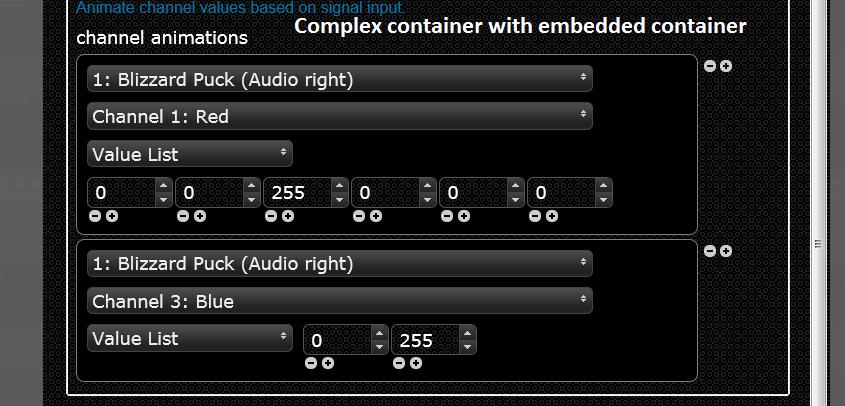 Animate channel values based on signal input.
Complex container with embedded container
channel animations
1: Blizzard Puck (Audio right)
Channel 1: Red
Value List
0 0 255 0 0 0
1: Blizzard Puck (Audio right)
Channel 3: Blue
Value List 0 255